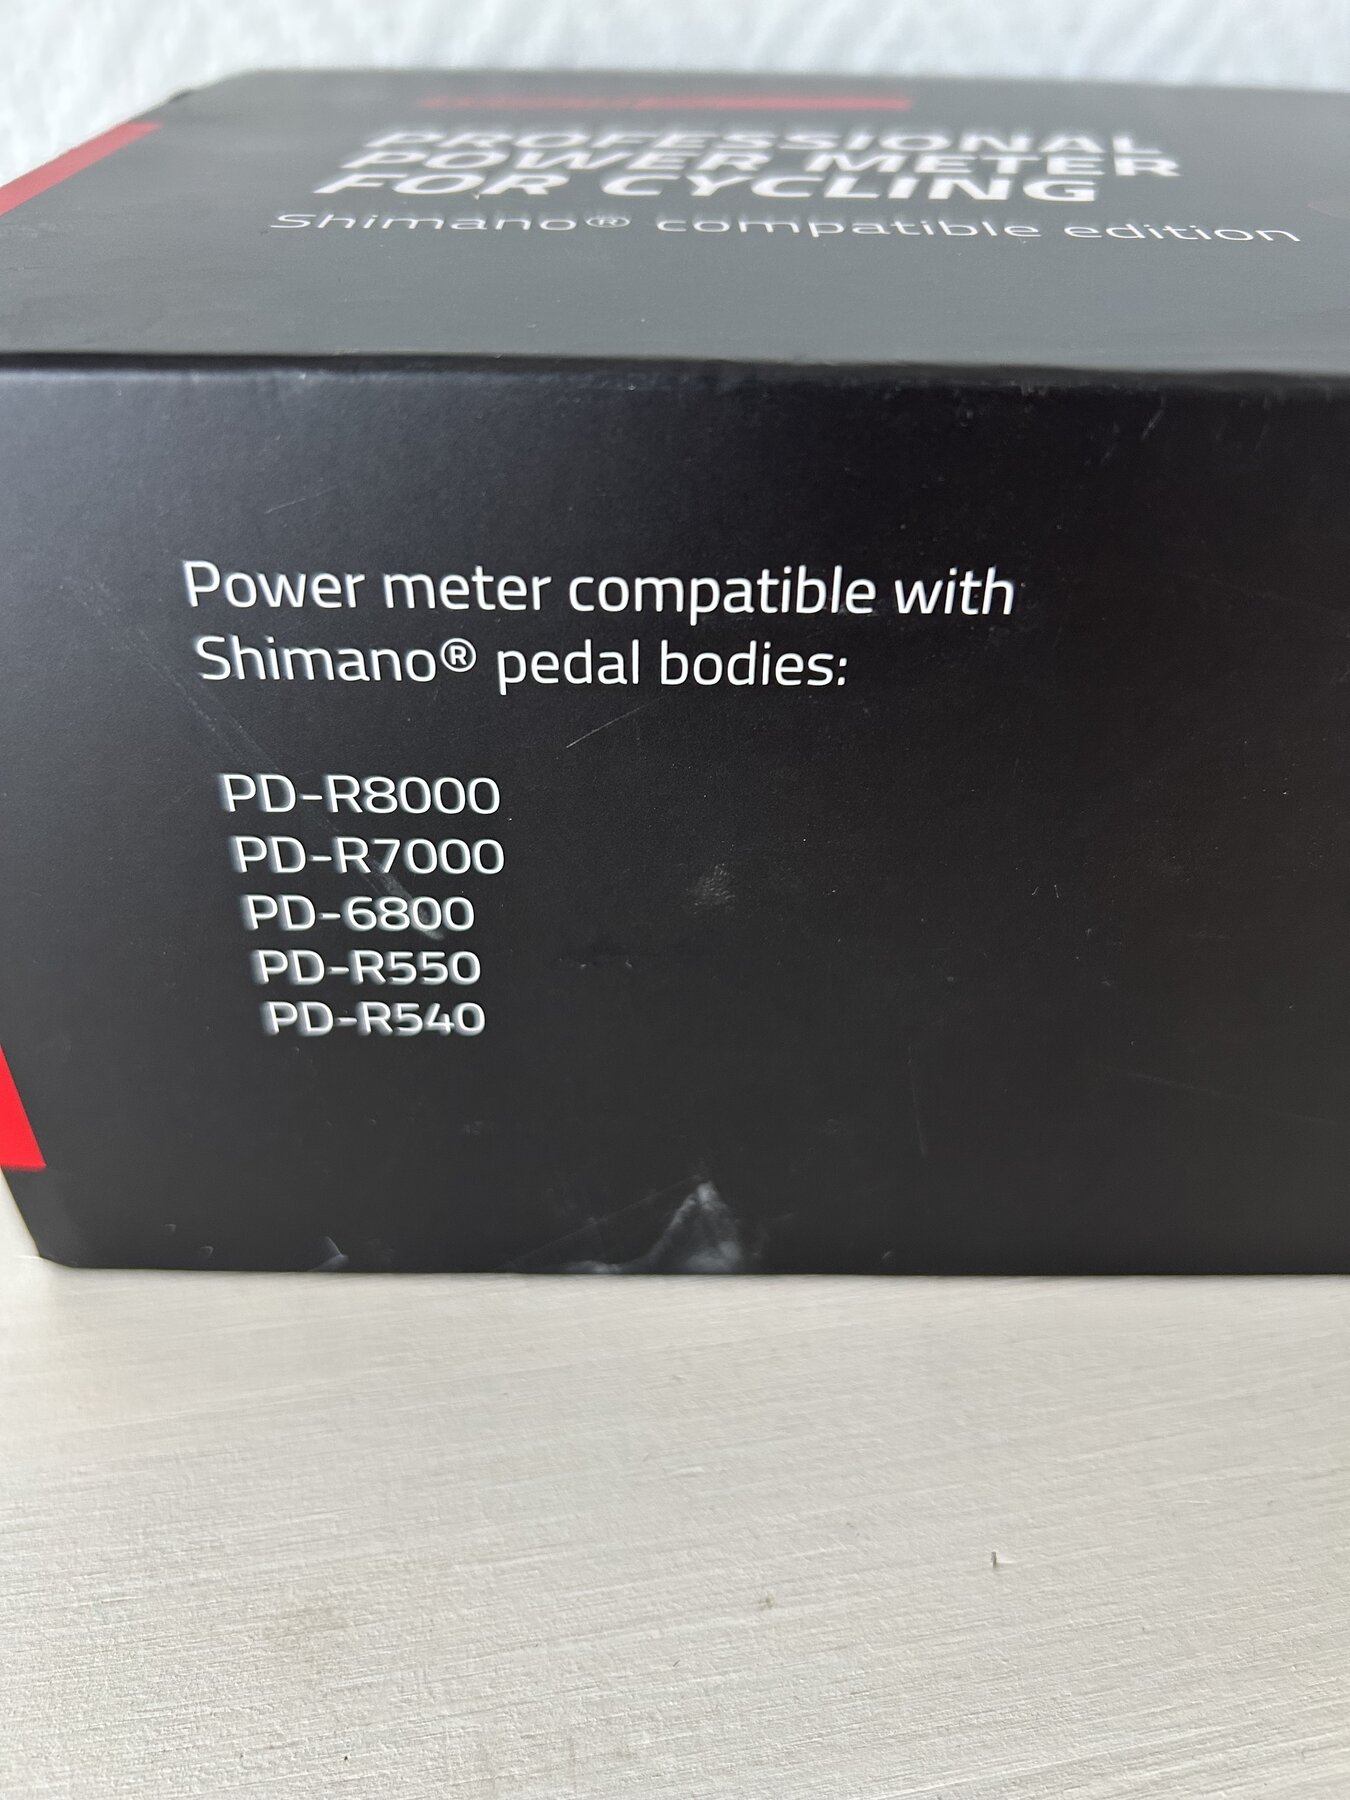 PROFESSIONAL
POWER METER
FOR CYCLING
Shimano® compatible edition
Power meter compatible with
Shimano® pedal bodies:
PD-R8000
PD-R7000
PD-6800
PD-R550
PD-R540